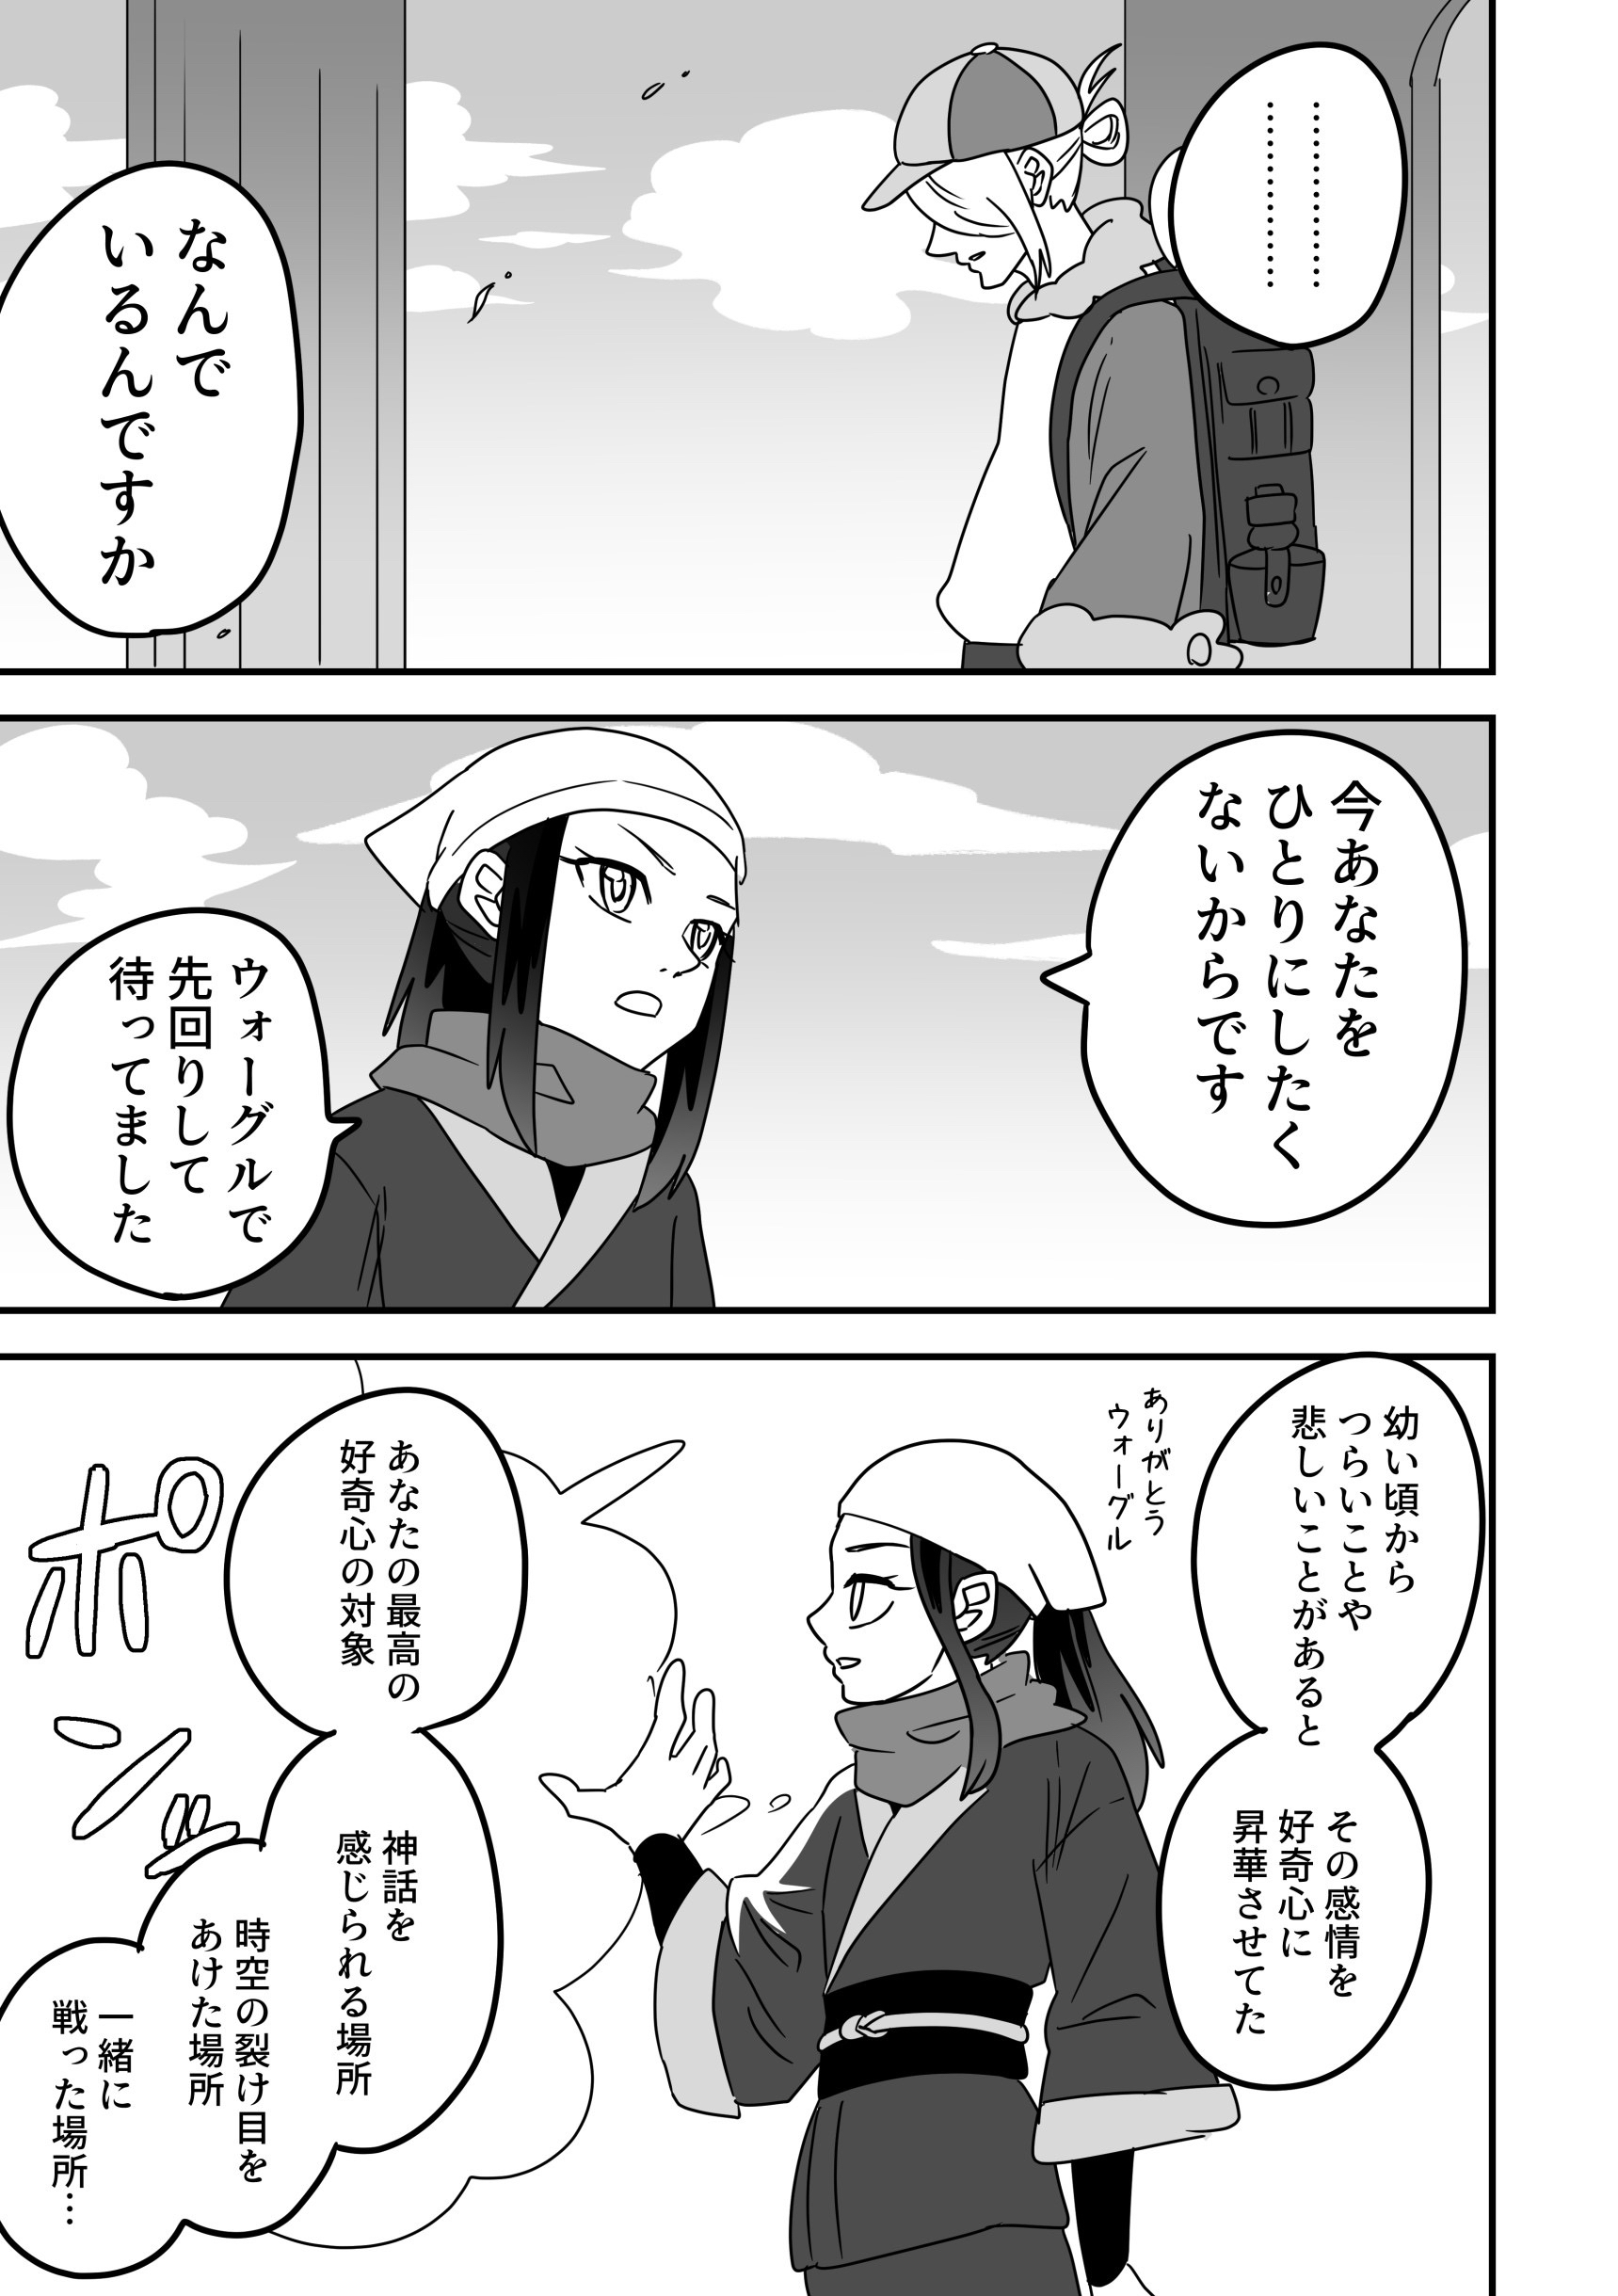 …………
…………
なんで
いるんですか
今あなたを
ひとりにしたく
ないからです
ウォーグルで
先回りして
待ってました
幼い頃から
つらいことや
悲しいことがあると
その感情を
好奇心に
昇華させてた
ありがとう
ウォーグル
あなたの最高の
好奇心の対象
神話を
感じられる場所
時空の裂け目を
あけた場所
一緒に
戦った場所…
ポンッ